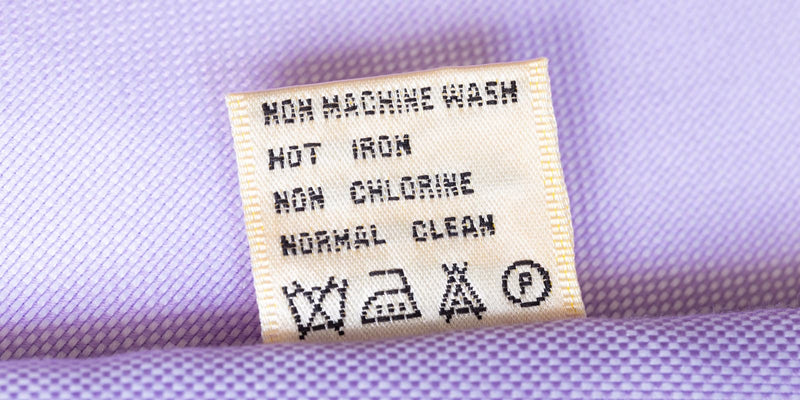 NON MACHINE WASH
HOT IRON
NON CHLORINE
NORMAL CLEAN
P